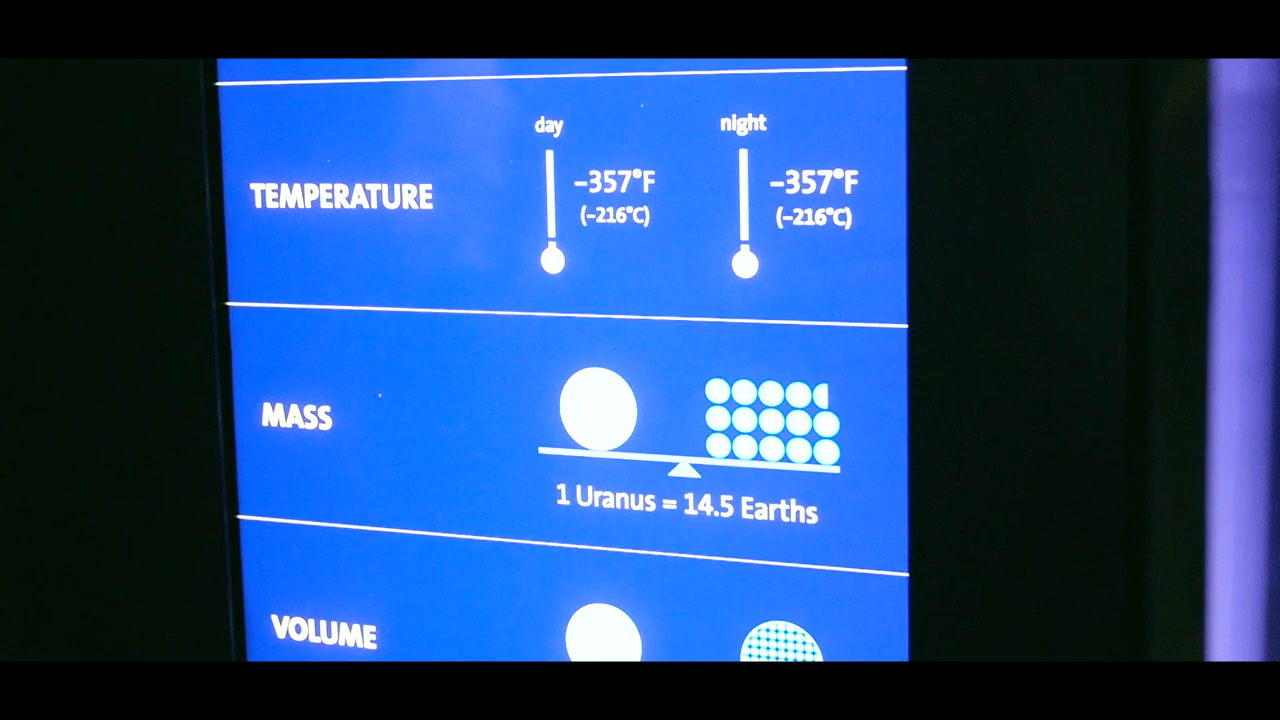 day night
TEMPERATURE
−357°F −357°F
(−216°C) (−216°C)
MASS
1 Uranus = 14.5 Earths
VOLUME